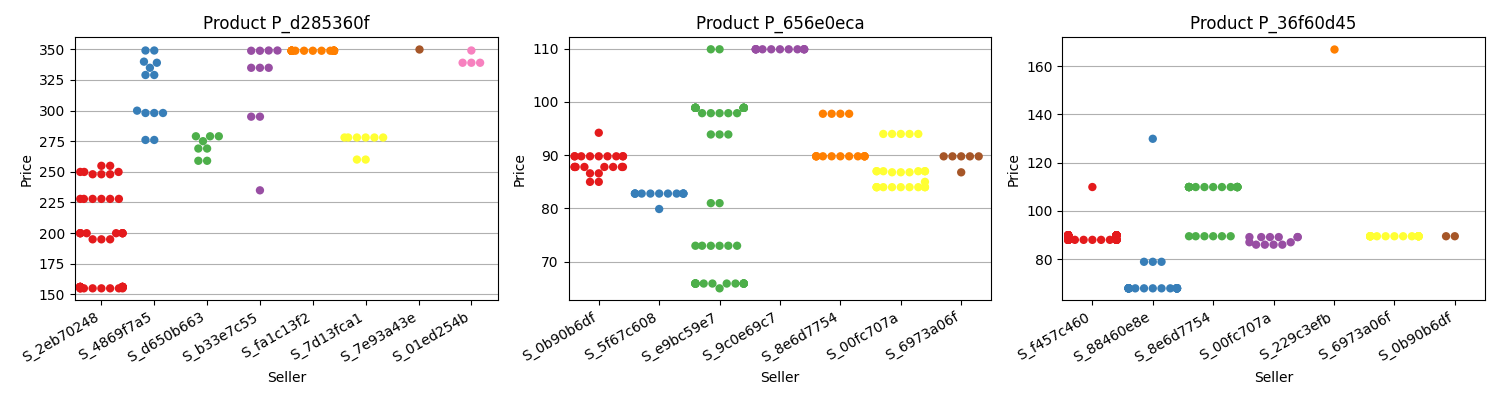 Product P_d285360f
Price
350
325
300
275
250
225
200
175
150
S_2eb70248
S_4869f7a5
S_d650b663
S_b33e7c55
S_fa1c13f2
S_7d13fca1
S_7e93a43e
S_01ed254b
Seller
Product P_656e0eca
Price
110
100
90
80
70
S_0b90b6df
S_5f67c608
S_e9bc59e7
S_9c0e69c7
S_8e6d7754
S_00fc707a
S_6973a06f
Seller
Product P_36f60d45
Price
160
140
120
100
80
S_f457c460
S_88460e8e
S_8e6d7754
S_00fc707a
S_229c3efb
S_6973a06f
S_0b90b6df
Seller